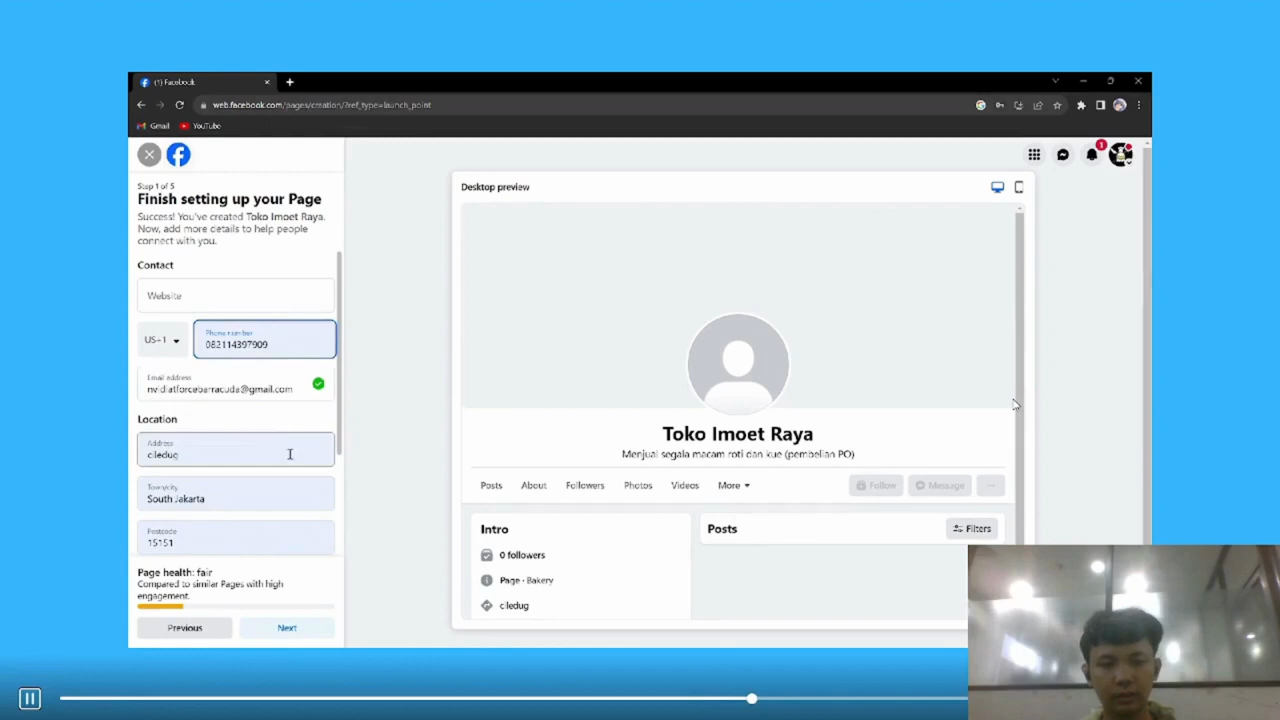 (1) Facebook
web.facebook.com/pages/creation/?ref_type=launch_point
Gmail YouTube
1
Step 1 of 5
Finish setting up your Page
Success! You've created Toko Imoet Raya.
Now, add more details to help people
connect with you.
Contact
Website
US+1
Phone number
082114397909
Email address
nvidiatforcebarracuda@gmail.com
Location
Address
ciledug
Town/city
South Jakarta
Postcode
15151
Page health: fair
Compared to similar Pages with high
engagement.
Previous Next
Desktop preview
Toko Imoet Raya
Menjual segala macam roti dan kue (pembelian PO)
Posts About Followers Photos Videos More Follow Message
Intro
0 followers
Page · Bakery
ciledug
Posts Filters